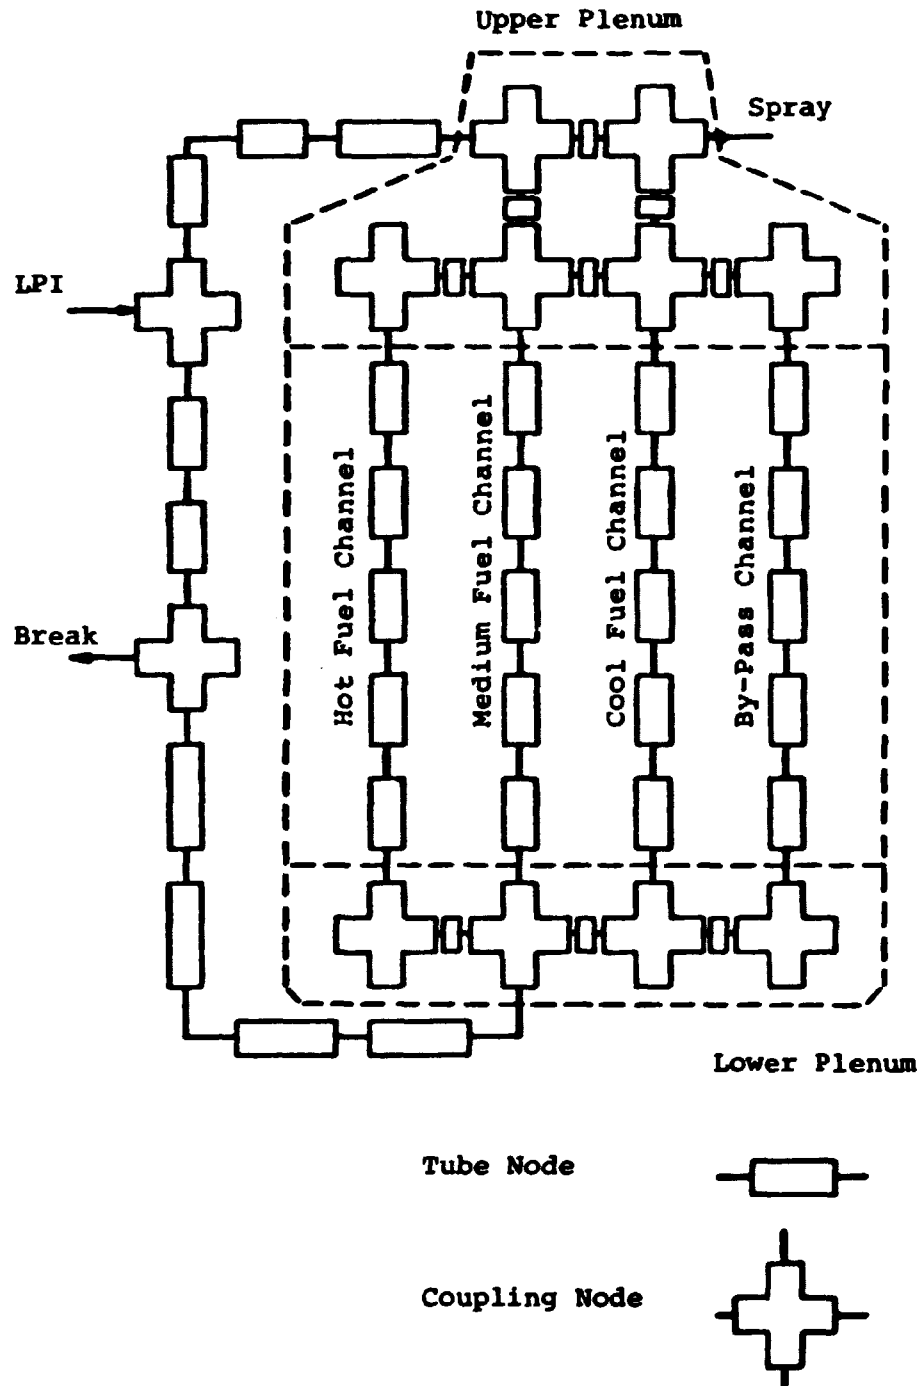 Upper Plenum
Spray
LPI
Break
Hot Fuel Channel
Medium Fuel Channel
Cool Fuel Channel
By-Pass Channel
Lower Plenum
Tube Node
Coupling Node